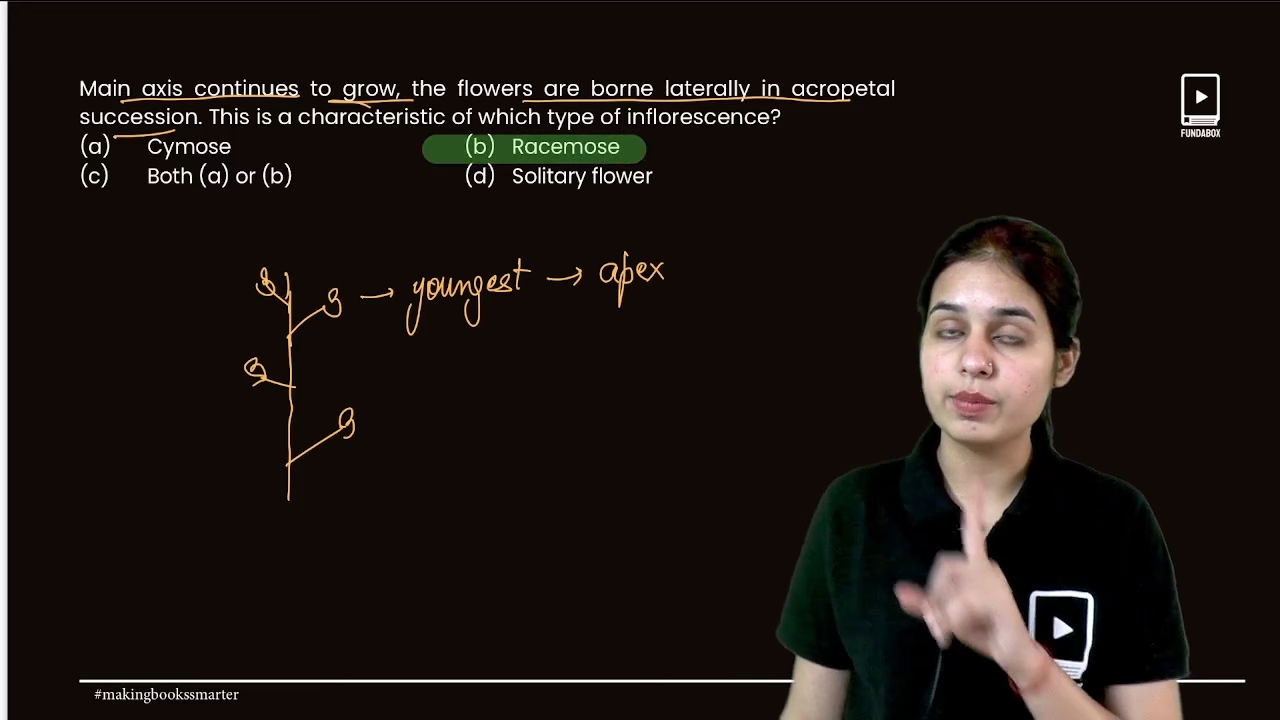 Main axis continues to grow, the flowers are borne laterally in acropetal
succession. This is a characteristic of which type of inflorescence?
(a) Cymose (b) Racemose
(c) Both (a) or (b) (d) Solitary flower
FUNDABOX
→ youngest → apex
#makingbookssmarter